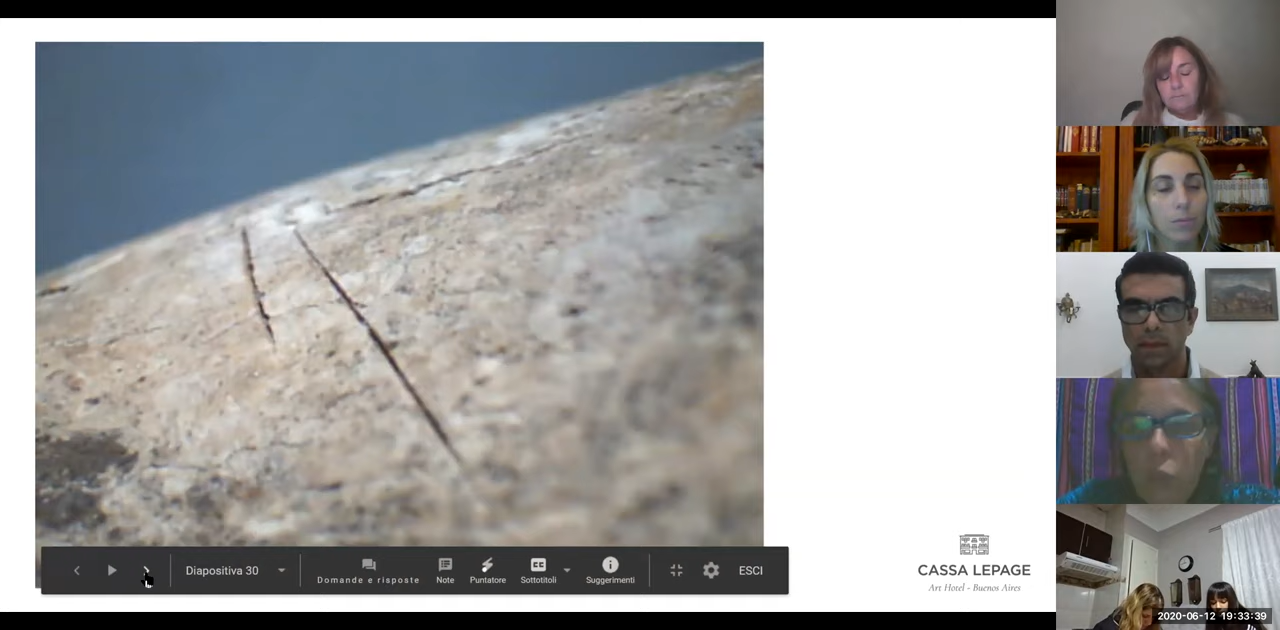 Diapositiva 30
Domande e risposte
Note
Puntatore
CC
Sottotitoli
Suggerimenti
ESCI
CASSA LEPAGE
Art Hotel - Buenos Aires
2020-06-12 19:33:39